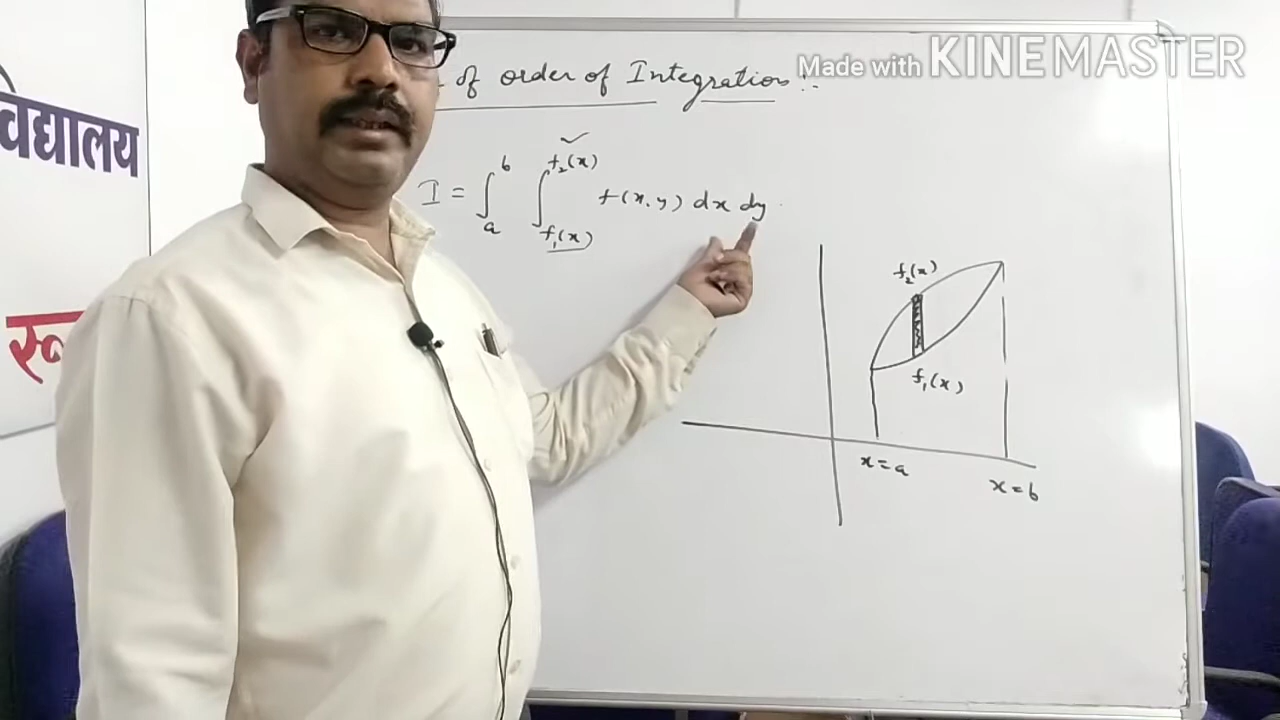 Made with KINEMASTER
of order of Integration :-
विद्यालय
I = ∫_a^b ∫_{f₁(x)}^{f₂(x)} f(x,y) dx dy
f₂(x)
f₁(x)
x=a
x=b